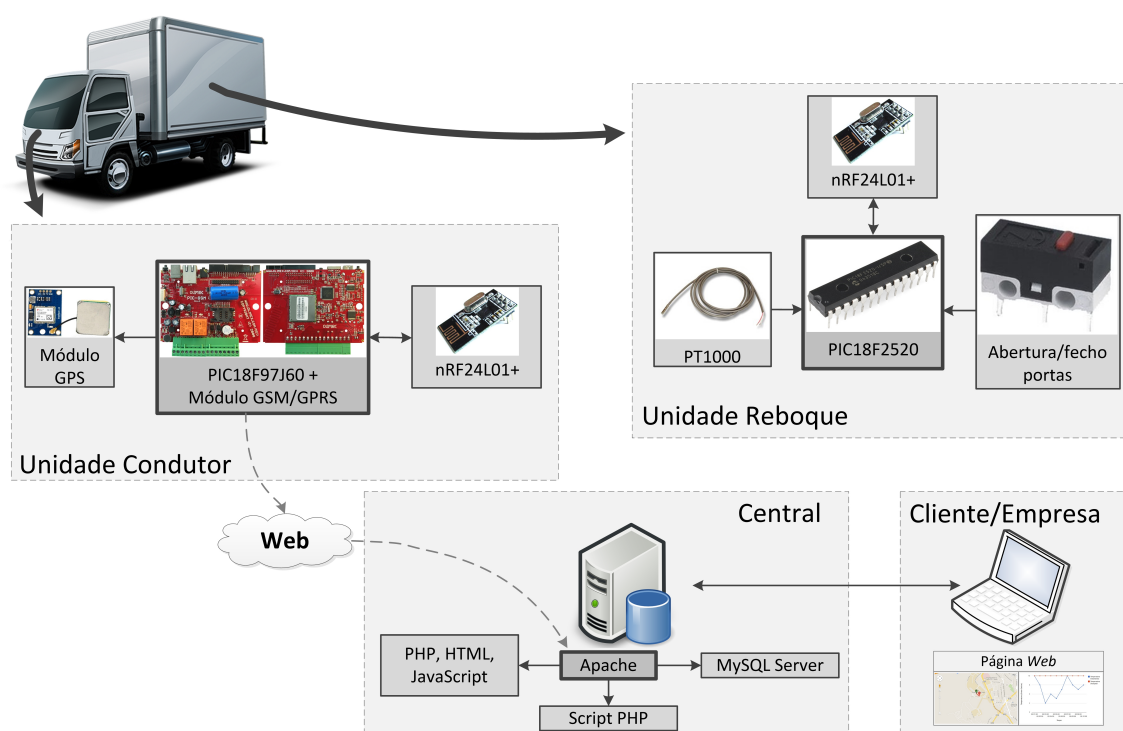 nRF24L01+
PT1000
PIC18F2520
Abertura/fecho
portas
Unidade Reboque
Módulo
GPS
PIC18F97J60 +
Módulo GSM/GPRS
nRF24L01+
Unidade Condutor
Web
Central
Apache
PHP, HTML,
JavaScript
MySQL Server
Script PHP
Cliente/Empresa
Página Web